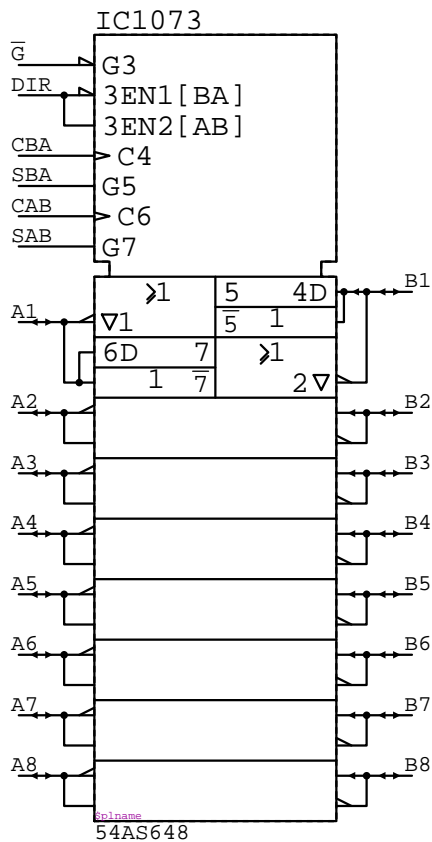 IC1073
G̅ G3
DIR 3EN1[BA]
3EN2[AB]
CBA C4
SBA G5
CAB C6
SAB G7
≥1 5 4D B1
A1 ▽1 5̅ 1
6D 7 ≥1
1 7̅ 2▽
A2 B2
A3 B3
A4 B4
A5 B5
A6 B6
A7 B7
A8 B8
Splname
54AS648